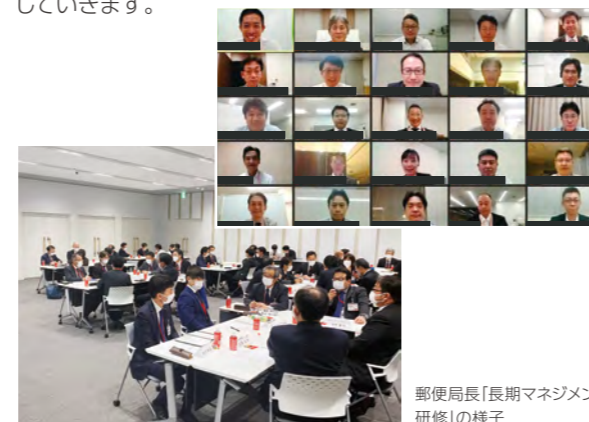 していきます。
郵便局長「長期マネジメン
研修」の様子